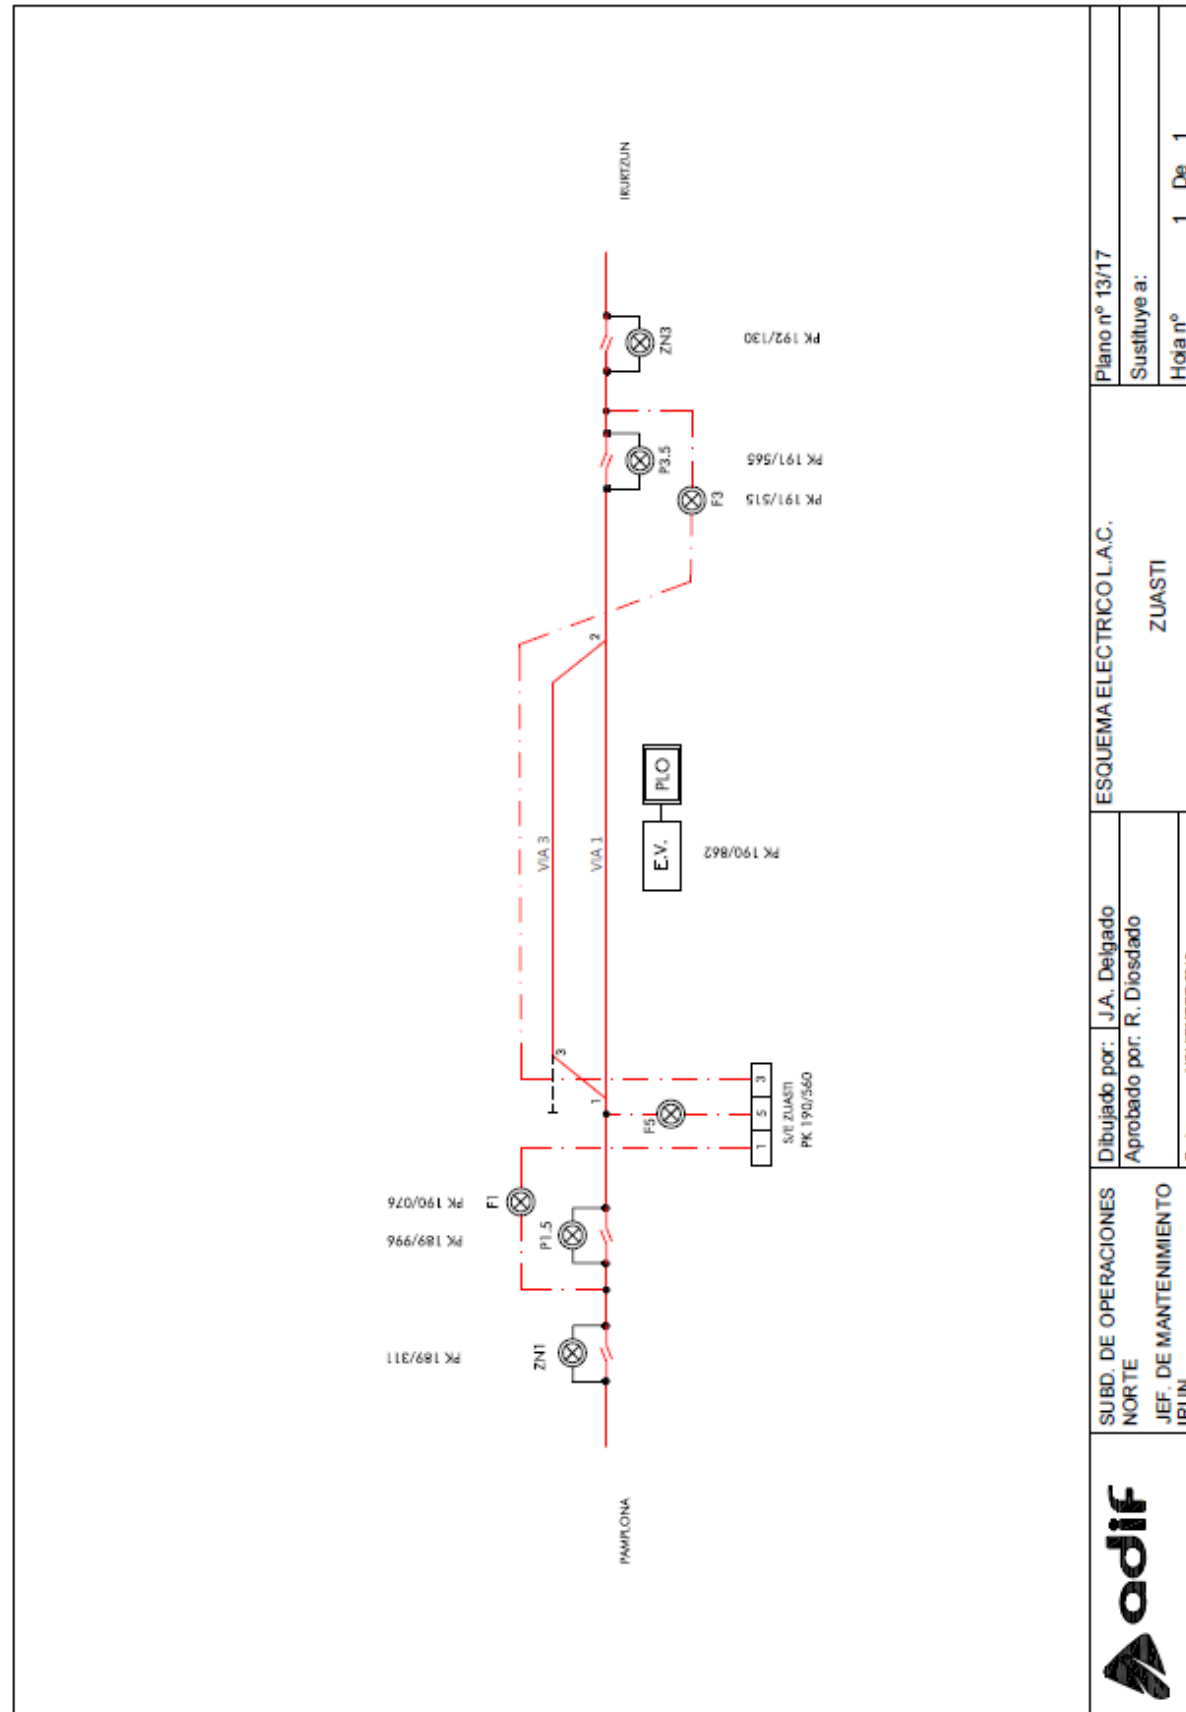 PAMPLONA
IRURTZUN
PK 189/311
ZN1
PK 189/996
P1.5
PK 190/076
F1
F5
1
3
2
VIA 3
VIA 1
1 5 3
S/E ZUASTI
PK 190/560
E.V.
PLO
PK 190/862
F3
PK 191/515
P3.5
PK 191/565
ZN3
PK 192/130
adif
SUBD. DE OPERACIONES
NORTE
JEF. DE MANTENIMIENTO
IRUN
Dibujado por: J.A. Delgado
Aprobado por: R. Diosdado
ESQUEMA ELECTRICO L.A.C.
ZUASTI
Plano nº 13/17
Sustituye a:
Hoja nº 1 De 1